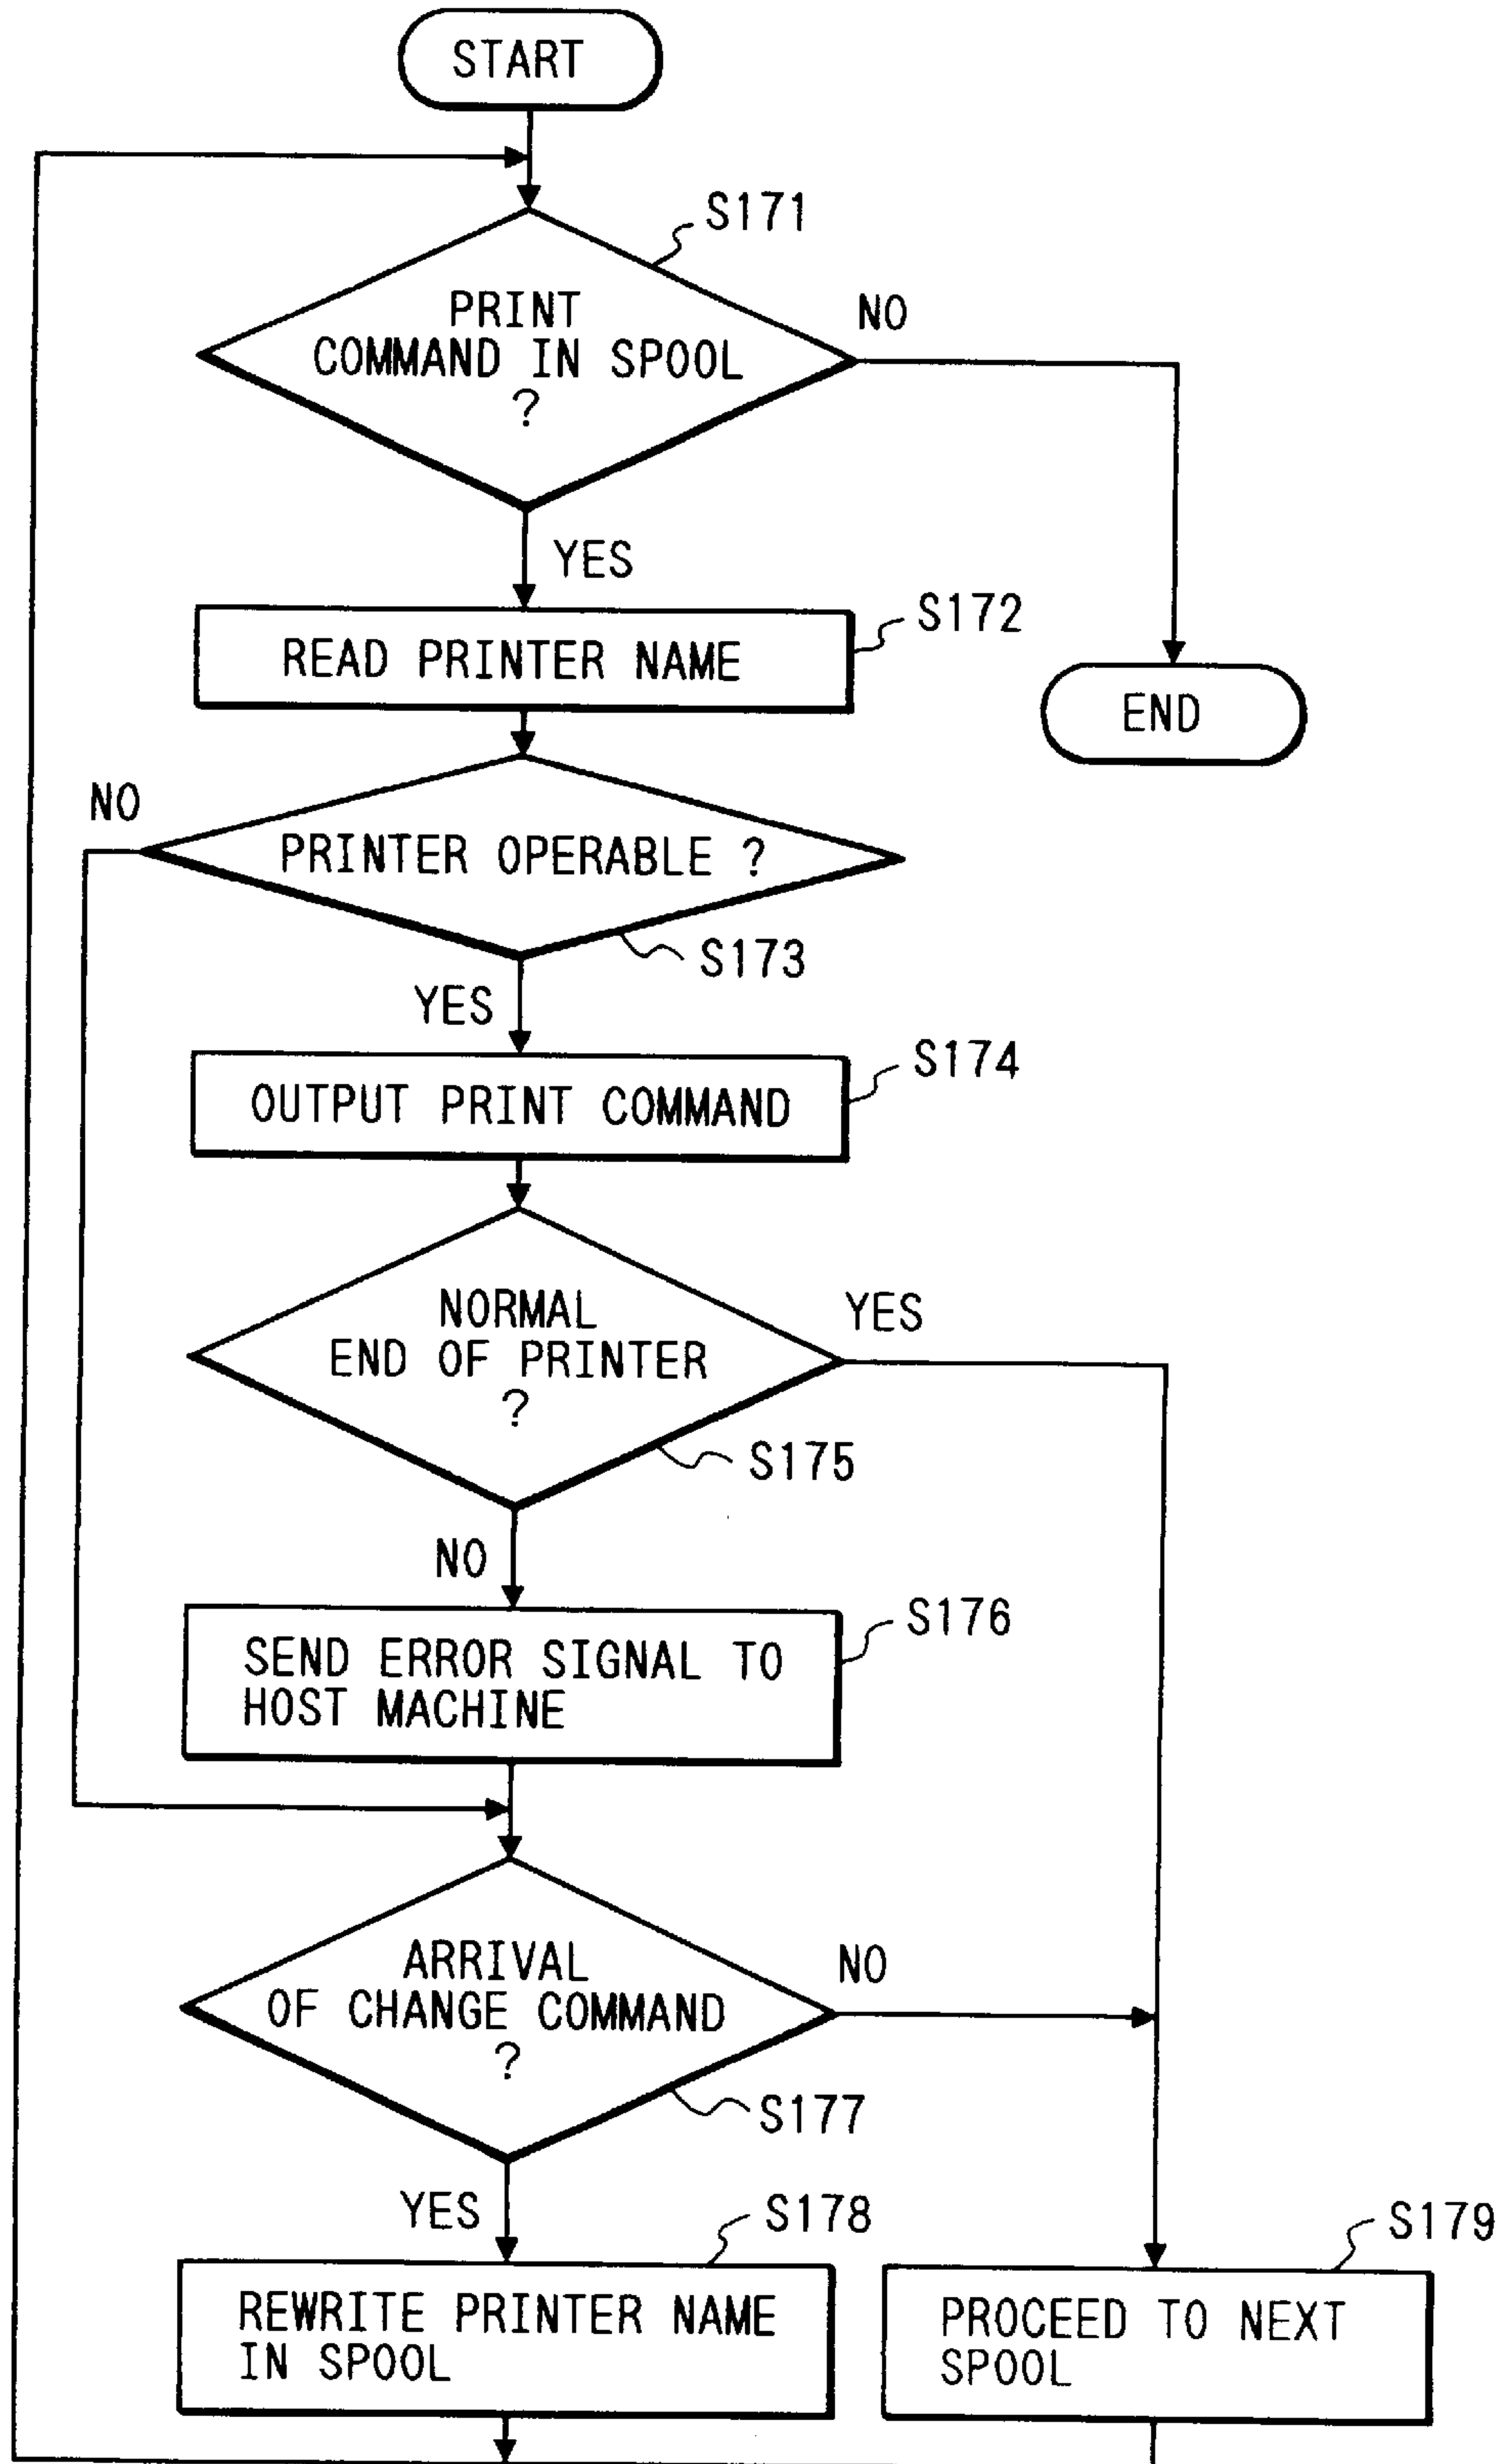 START
S171
PRINT
COMMAND IN SPOOL
?
NO
YES
READ PRINTER NAME
S172
END
NO
PRINTER OPERABLE ?
S173
YES
OUTPUT PRINT COMMAND
S174
NORMAL
END OF PRINTER
?
YES
S175
NO
SEND ERROR SIGNAL TO
HOST MACHINE
S176
ARRIVAL
OF CHANGE COMMAND
?
NO
S177
YES
S178
REWRITE PRINTER NAME
IN SPOOL
S179
PROCEED TO NEXT
SPOOL